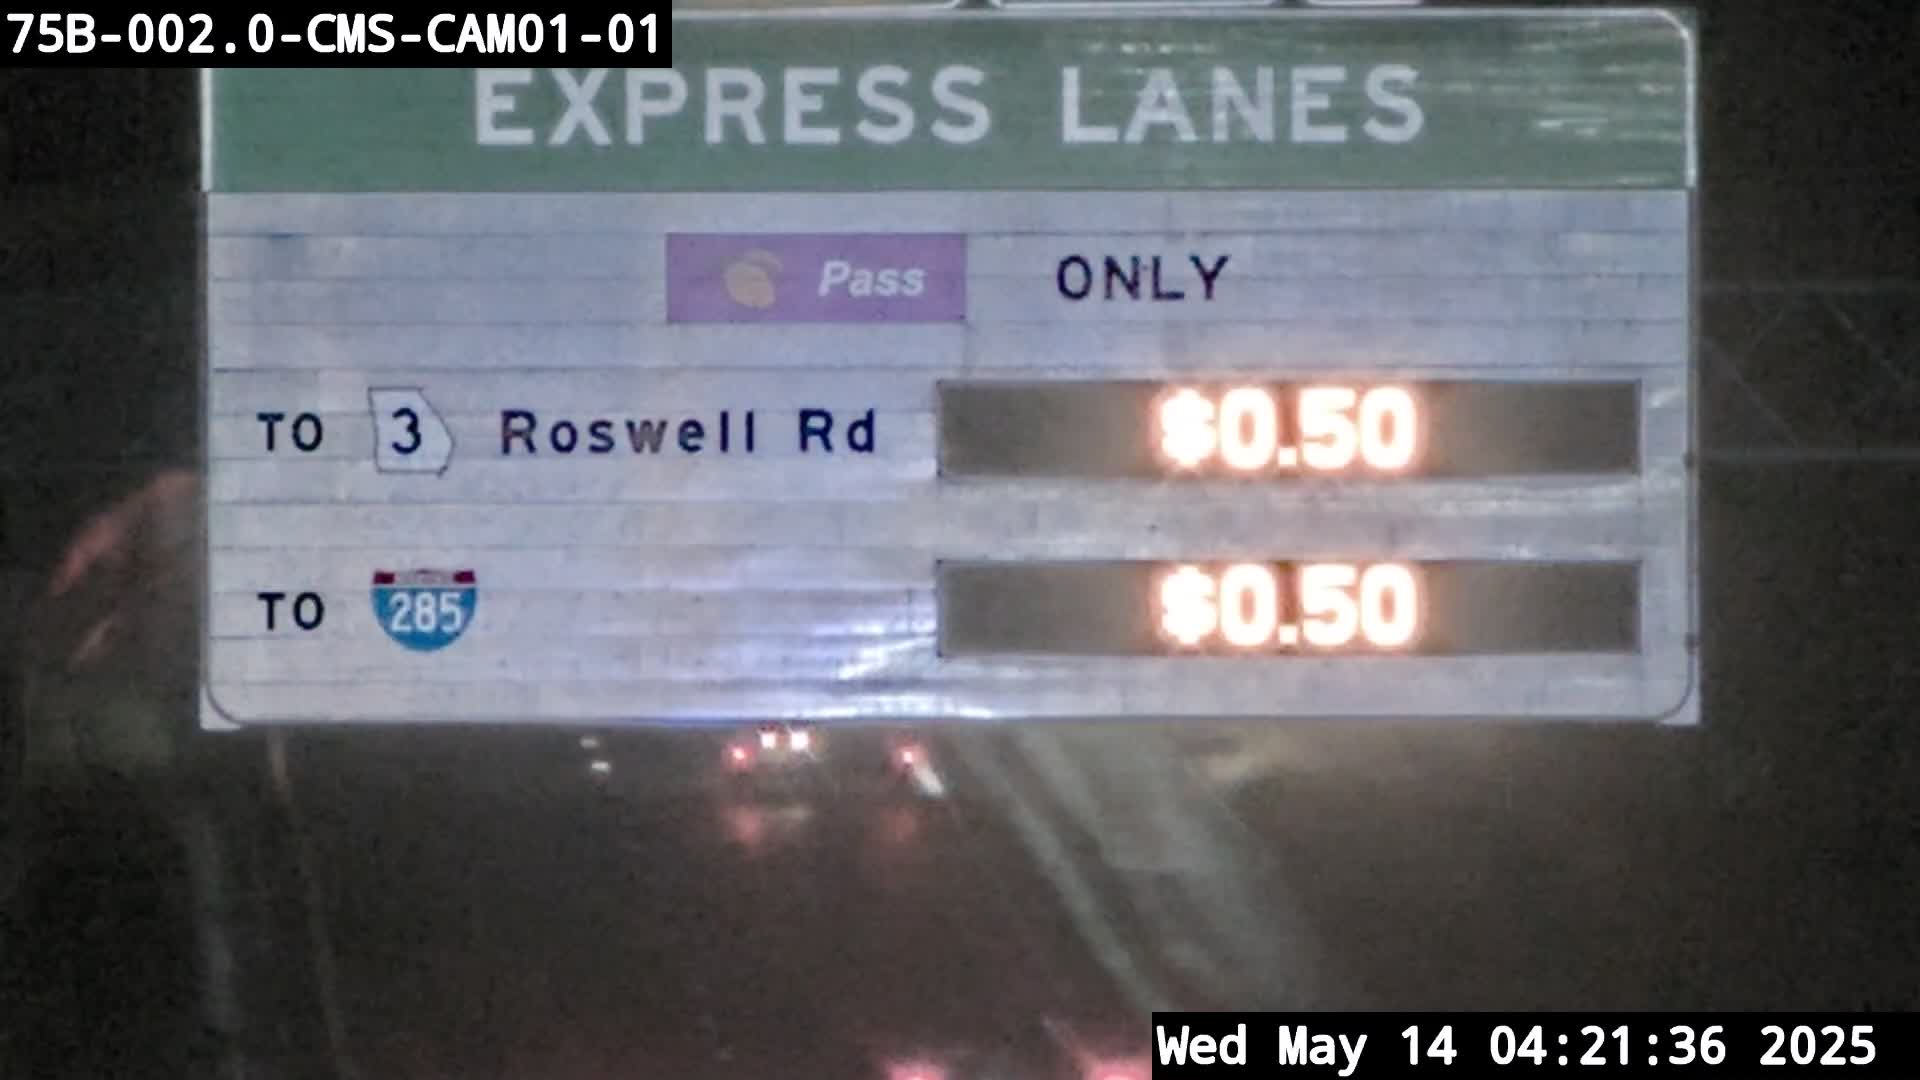 75B-002.0-CMS-CAM01-01
EXPRESS LANES
Pass ONLY
TO 3 Roswell Rd $0.50
TO 285 $0.50
Wed May 14 04:21:36 2025